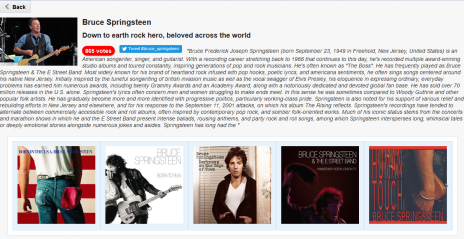 Back
Bruce Springsteen
Down to earth rock hero, beloved across the world
865 votes
Tweet @bruce_springsteen
"Bruce Frederick Joseph Springsteen (born September 23, 1949 in Freehold, New Jersey, United States) is an
American songwriter, singer, and guitarist. With a recording career stretching back to 1966 that continues to this day, he's recorded multiple award-winning
studio albums and toured constantly, inspiring generations of pop and rock musicians. He's often known as "The Boss". He has frequently played as Bruce
Springsteen & The E Street Band. Most widely known for his brand of heartland rock infused with pop hooks, poetic lyrics, and americana sentiments, he often sings songs centered around
his native New Jersey. Initially inspired by the tuneful songwriting of british invasion music as well as the vocal swagger of Elvis Presley, his eloquence in expressing ordinary, everyday
problems has earned him numerous awards, including twenty Grammy Awards and an Academy Award, along with a notoriously dedicated and devoted global fan base. He has sold over 70
million releases in the U.S. alone. Springsteen's lyrics often concern men and women struggling to make ends meet. In this sense he was sometimes compared to Woody Guthrie and other
popular folk artists. He has gradually become more and more identified with progressive politics, particularly working-class pride. Springsteen is also noted for his support of various relief and
rebuilding efforts in New Jersey and elsewhere, and for his response to the September 11, 2001 attacks, on which his album The Rising reflects. Springsteen's recordings have tended to
alternate between commercially accessible rock and roll albums, often inspired by contemporary pop rock, and somber folk-oriented works. Much of his iconic status stems from the concerts
and marathon shows in which he and the E Street Band present intense ballads, rousing anthems, and party rock and roll songs, among which Springsteen intersperses long, whimsical tales
or deeply emotional stories alongside numerous jokes and asides. Springsteen has long had the "
BORN IN THE U.S.A./BRUCE SPRINGSTEEN
BRUCE SPRINGSTEEN
BORN TO RUN
BRUCE SPRINGSTEEN
Darkness
on the Edge
of Town
BRUCE SPRINGSTEEN
& THE E STREET BAND
HUMAN
TOUCH
BRUCE SPRINGSTEEN